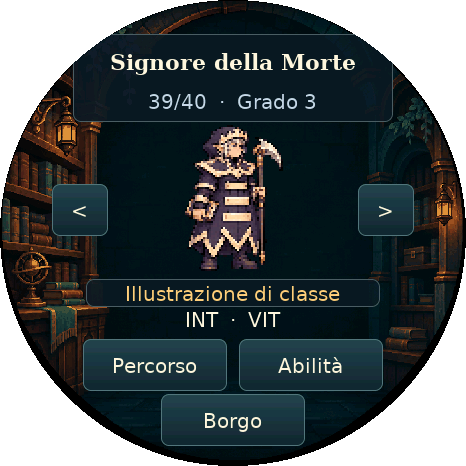 Signore della Morte
39/40 · Grado 3
< >
Illustrazione di classe
INT · VIT
Percorso Abilità
Borgo